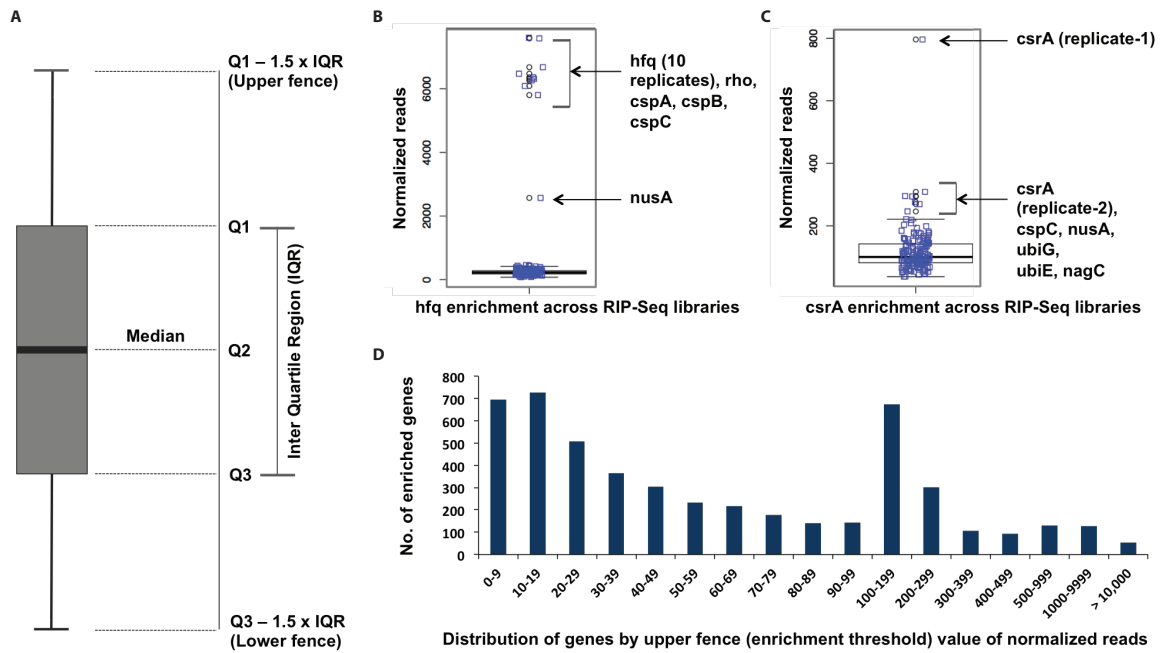 A
Q1 – 1.5 x IQR
(Upper fence)
Q1
Median
Q2
Inter Quartile Region (IQR)
Q3
Q3 – 1.5 x IQR
(Lower fence)
B
Normalized reads
6000
4000
2000
0
hfq (10
replicates), rho,
cspA, cspB,
cspC
nusA
hfq enrichment across RIP-Seq libraries
C
Normalized reads
800
600
400
200
csrA (replicate-1)
csrA
(replicate-2),
cspC, nusA,
ubiG,
ubiE, nagC
csrA enrichment across RIP-Seq libraries
D
No. of enriched genes
800
700
600
500
400
300
200
100
0
0-9
10-19
20-29
30-39
40-49
50-59
60-69
70-79
80-89
90-99
100-199
200-299
300-399
400-499
500-999
1000-9999
> 10,000
Distribution of genes by upper fence (enrichment threshold) value of normalized reads